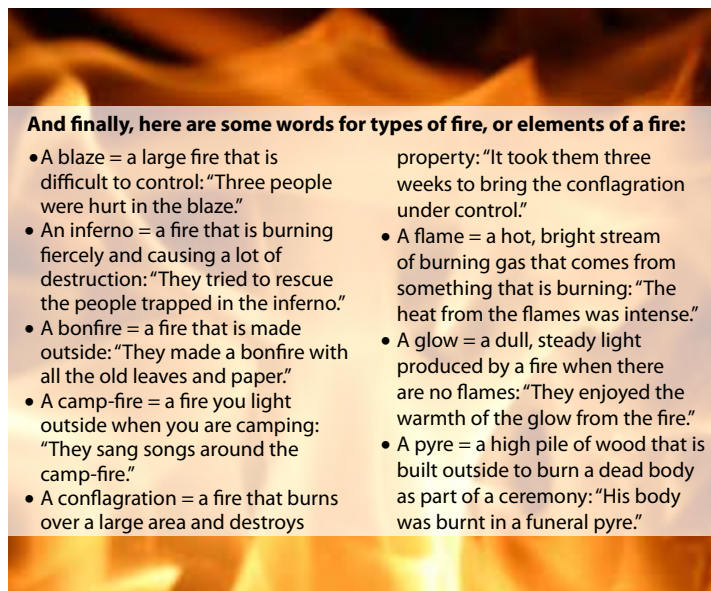 And finally, here are some words for types of fire, or elements of a fire:
• A blaze = a large fire that is
difficult to control: “Three people
were hurt in the blaze.”
• An inferno = a fire that is burning
fiercely and causing a lot of
destruction: “They tried to rescue
the people trapped in the inferno.”
• A bonfire = a fire that is made
outside: “They made a bonfire with
all the old leaves and paper.”
• A camp-fire = a fire you light
outside when you are camping:
“They sang songs around the
camp-fire.”
• A conflagration = a fire that burns
over a large area and destroys
property: “It took them three
weeks to bring the conflagration
under control.”
• A flame = a hot, bright stream
of burning gas that comes from
something that is burning: “The
heat from the flames was intense.”
• A glow = a dull, steady light
produced by a fire when there
are no flames: “They enjoyed the
warmth of the glow from the fire.”
• A pyre = a high pile of wood that is
built outside to burn a dead body
as part of a ceremony: “His body
was burnt in a funeral pyre.”